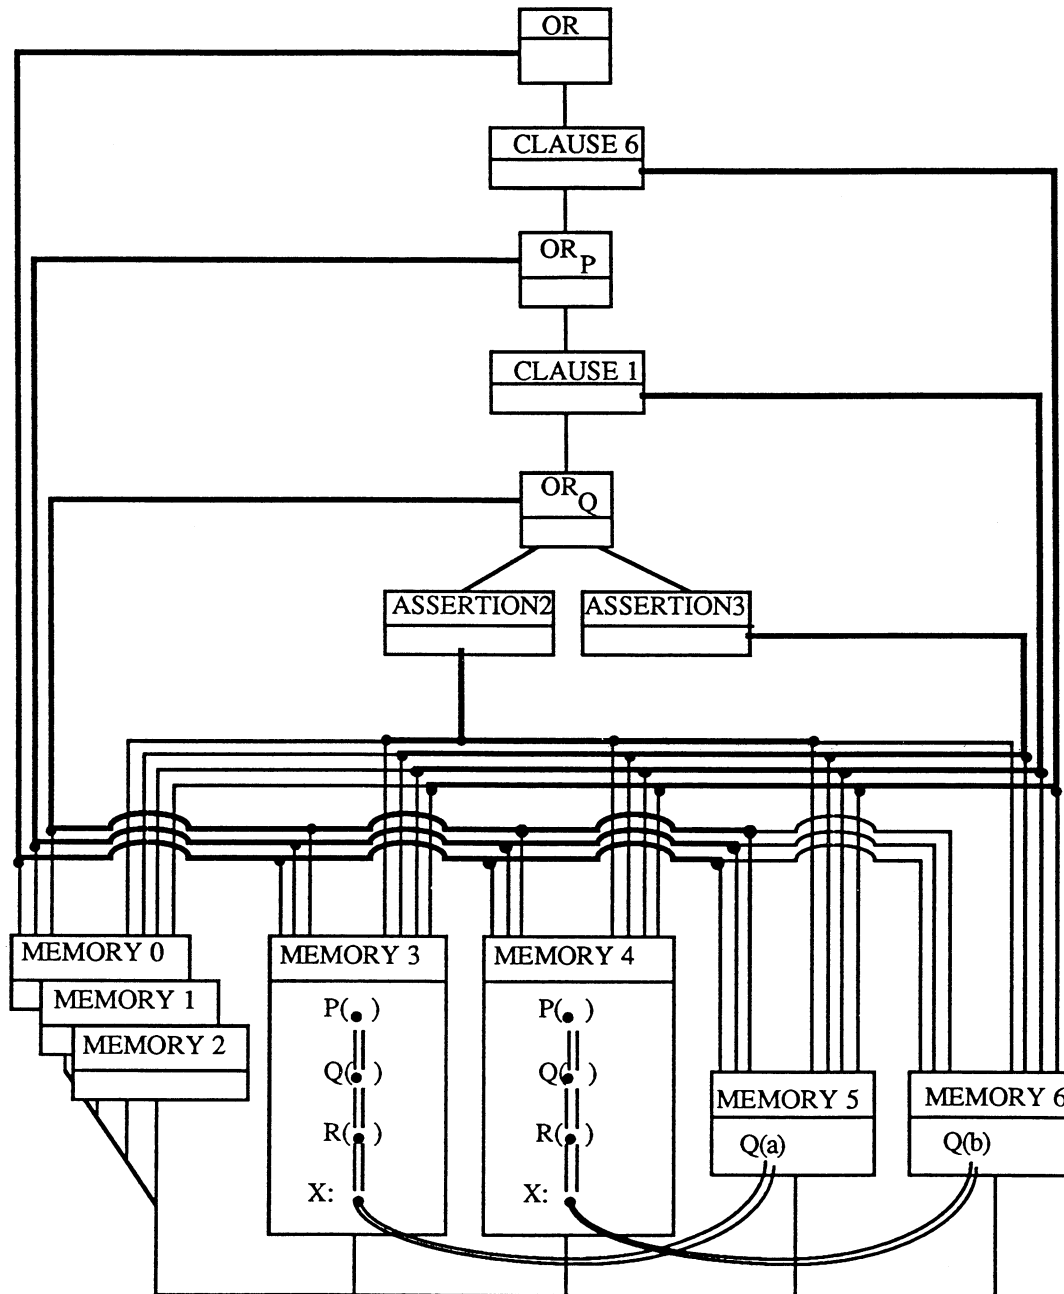 OR
CLAUSE 6
OR P
CLAUSE 1
OR Q
ASSERTION2
ASSERTION3
MEMORY 0
MEMORY 1
MEMORY 2
MEMORY 3
P( )
Q( )
R( )
X:
MEMORY 4
P( )
Q( )
R( )
X:
MEMORY 5
Q(a)
MEMORY 6
Q(b)